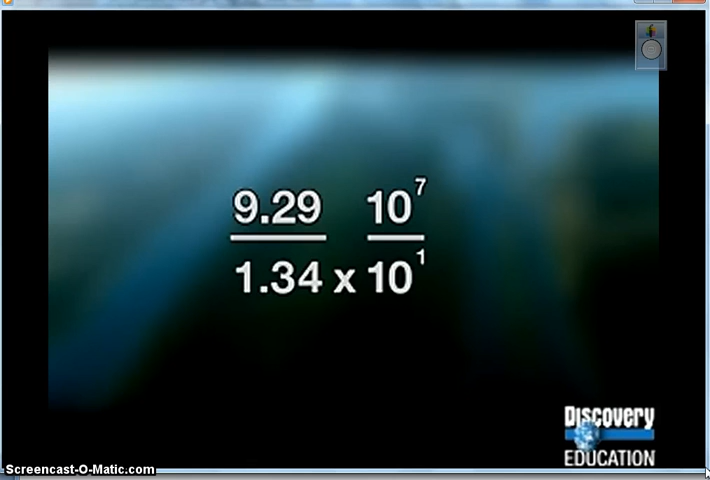 9.29 10⁷
1.34 x 10¹
Discovery
EDUCATION
Screencast-O-Matic.com